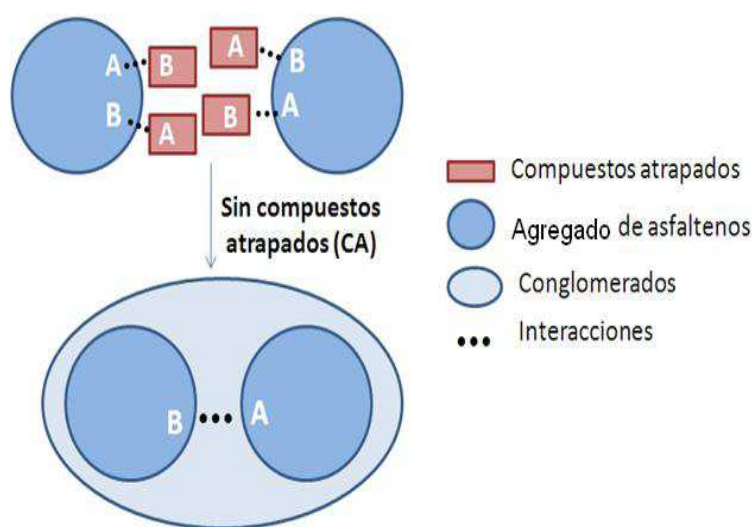 A
B
A
B
B
A
B
A
Sin compuestos
atrapados (CA)
B
A
Compuestos atrapados
Agregado de asfaltenos
Conglomerados
Interacciones